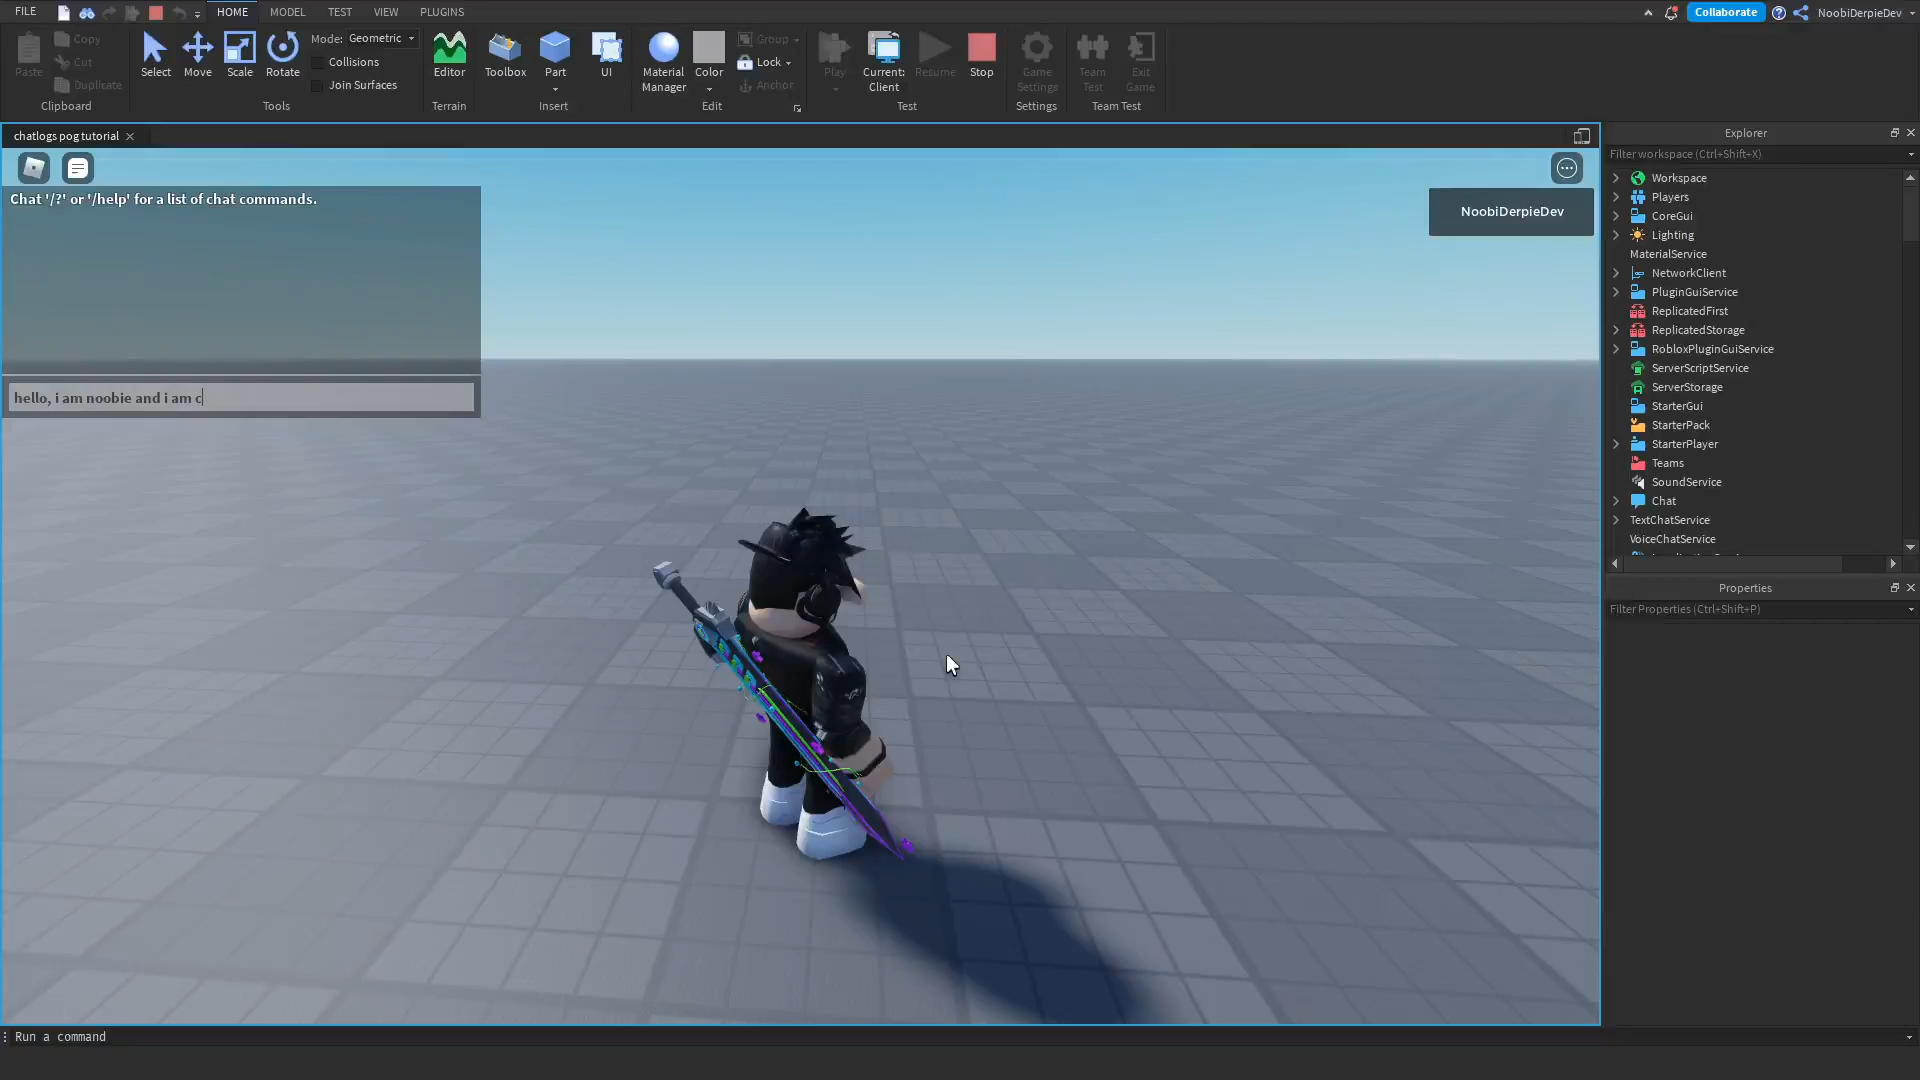 FILE HOME MODEL TEST VIEW PLUGINS Collaborate NoobiDerpieDev
Paste Copy Cut Duplicate Clipboard
Select Move Scale Rotate Mode: Geometric Collisions Join Surfaces Tools
Editor Terrain
Toolbox Part UI Insert
Material Manager Color Group Lock Anchor Edit
Play Current: Client Resume Stop Test
Game Settings Settings
Team Test Exit Game Team Test
chatlogs pog tutorial
Chat '/?' or '/help' for a list of chat commands.
hello, i am noobie and i am c
NoobiDerpieDev
Explorer
Filter workspace (Ctrl+Shift+X)
Workspace
Players
CoreGui
Lighting
MaterialService
NetworkClient
PluginGuiService
ReplicatedFirst
ReplicatedStorage
RobloxPluginGuiService
ServerScriptService
ServerStorage
StarterGui
StarterPack
StarterPlayer
Teams
SoundService
Chat
TextChatService
VoiceChatService
Properties
Filter Properties (Ctrl+Shift+P)
Run a command